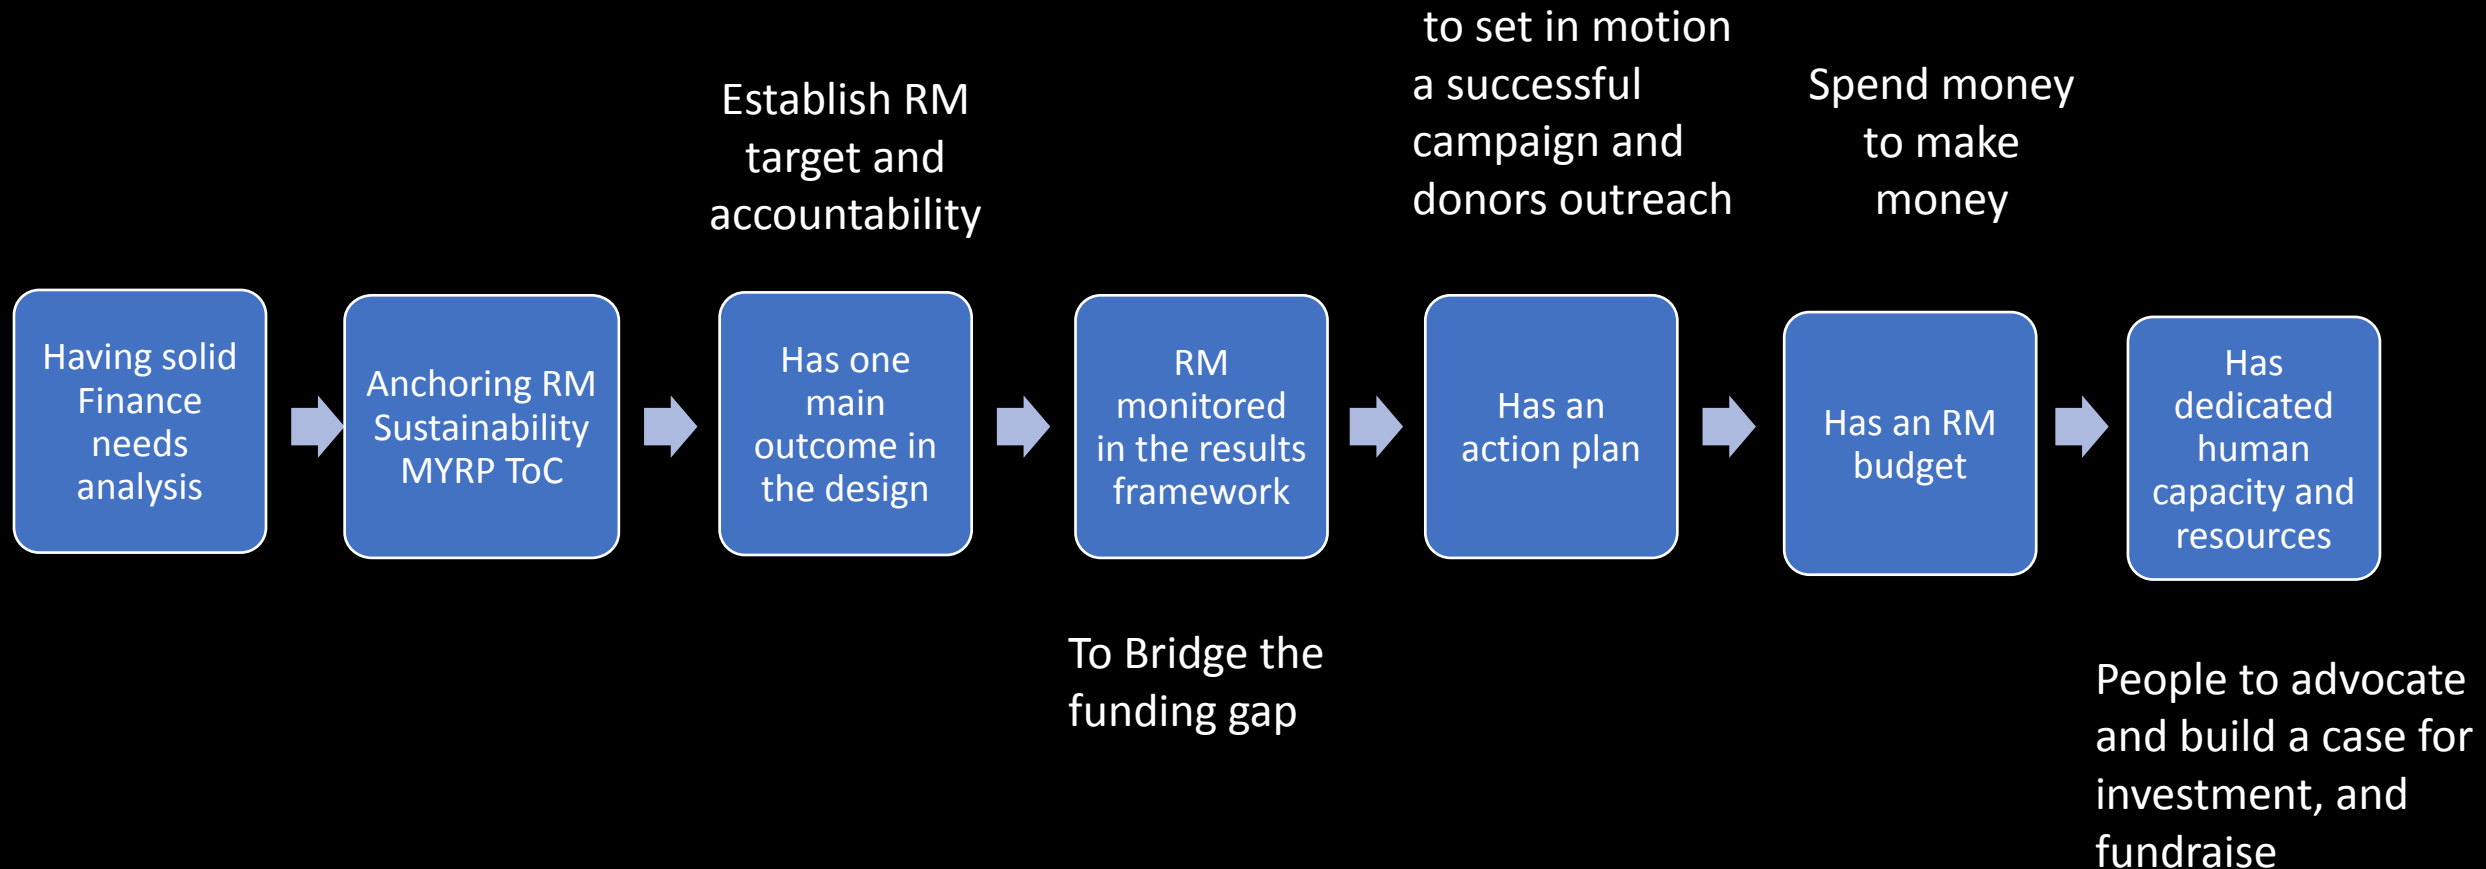 to set in motion
a successful
campaign and
donors outreach
Spend money
to make
money
Establish RM
target and
accountability
Having solid
Finance
needs
analysis
Anchoring RM
Sustainability
MYRP ToC
Has one
main
outcome in
the design
RM
monitored
in the results
framework
Has an
action plan
Has an RM
budget
Has
dedicated
human
capacity and
resources
To Bridge the
funding gap
People to advocate
and build a case for
investment, and
fundraise